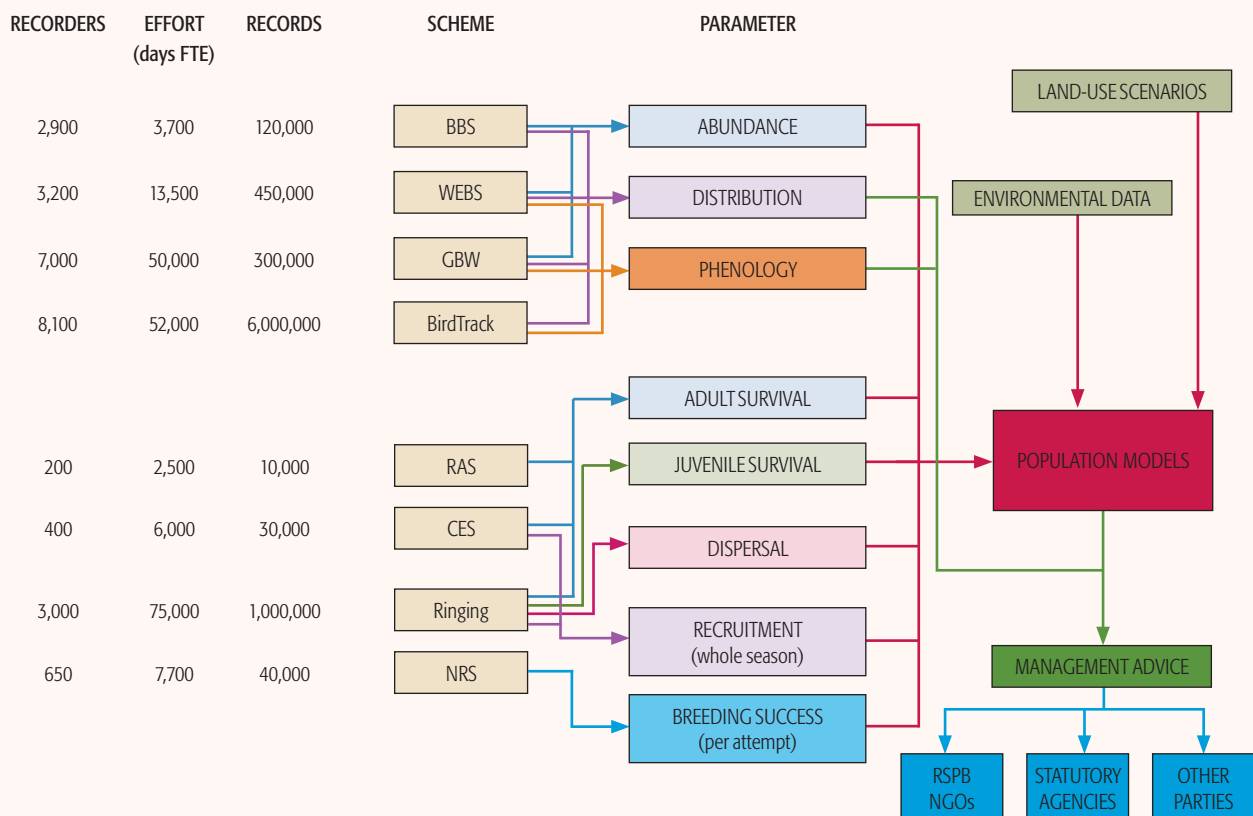 RECORDERS EFFORT RECORDS SCHEME PARAMETER
(days FTE)
LAND-USE SCENARIOS
2,900 3,700 120,000 BBS ABUNDANCE
3,200 13,500 450,000 WEBS DISTRIBUTION ENVIRONMENTAL DATA
7,000 50,000 300,000 GBW PHENOLOGY
8,100 52,000 6,000,000 BirdTrack
ADULT SURVIVAL
200 2,500 10,000 RAS JUVENILE SURVIVAL POPULATION MODELS
400 6,000 30,000 CES DISPERSAL
3,000 75,000 1,000,000 Ringing RECRUITMENT
(whole season)
650 7,700 40,000 NRS MANAGEMENT ADVICE
BREEDING SUCCESS
(per attempt)
RSPB STATUTORY OTHER
NGOs AGENCIES PARTIES